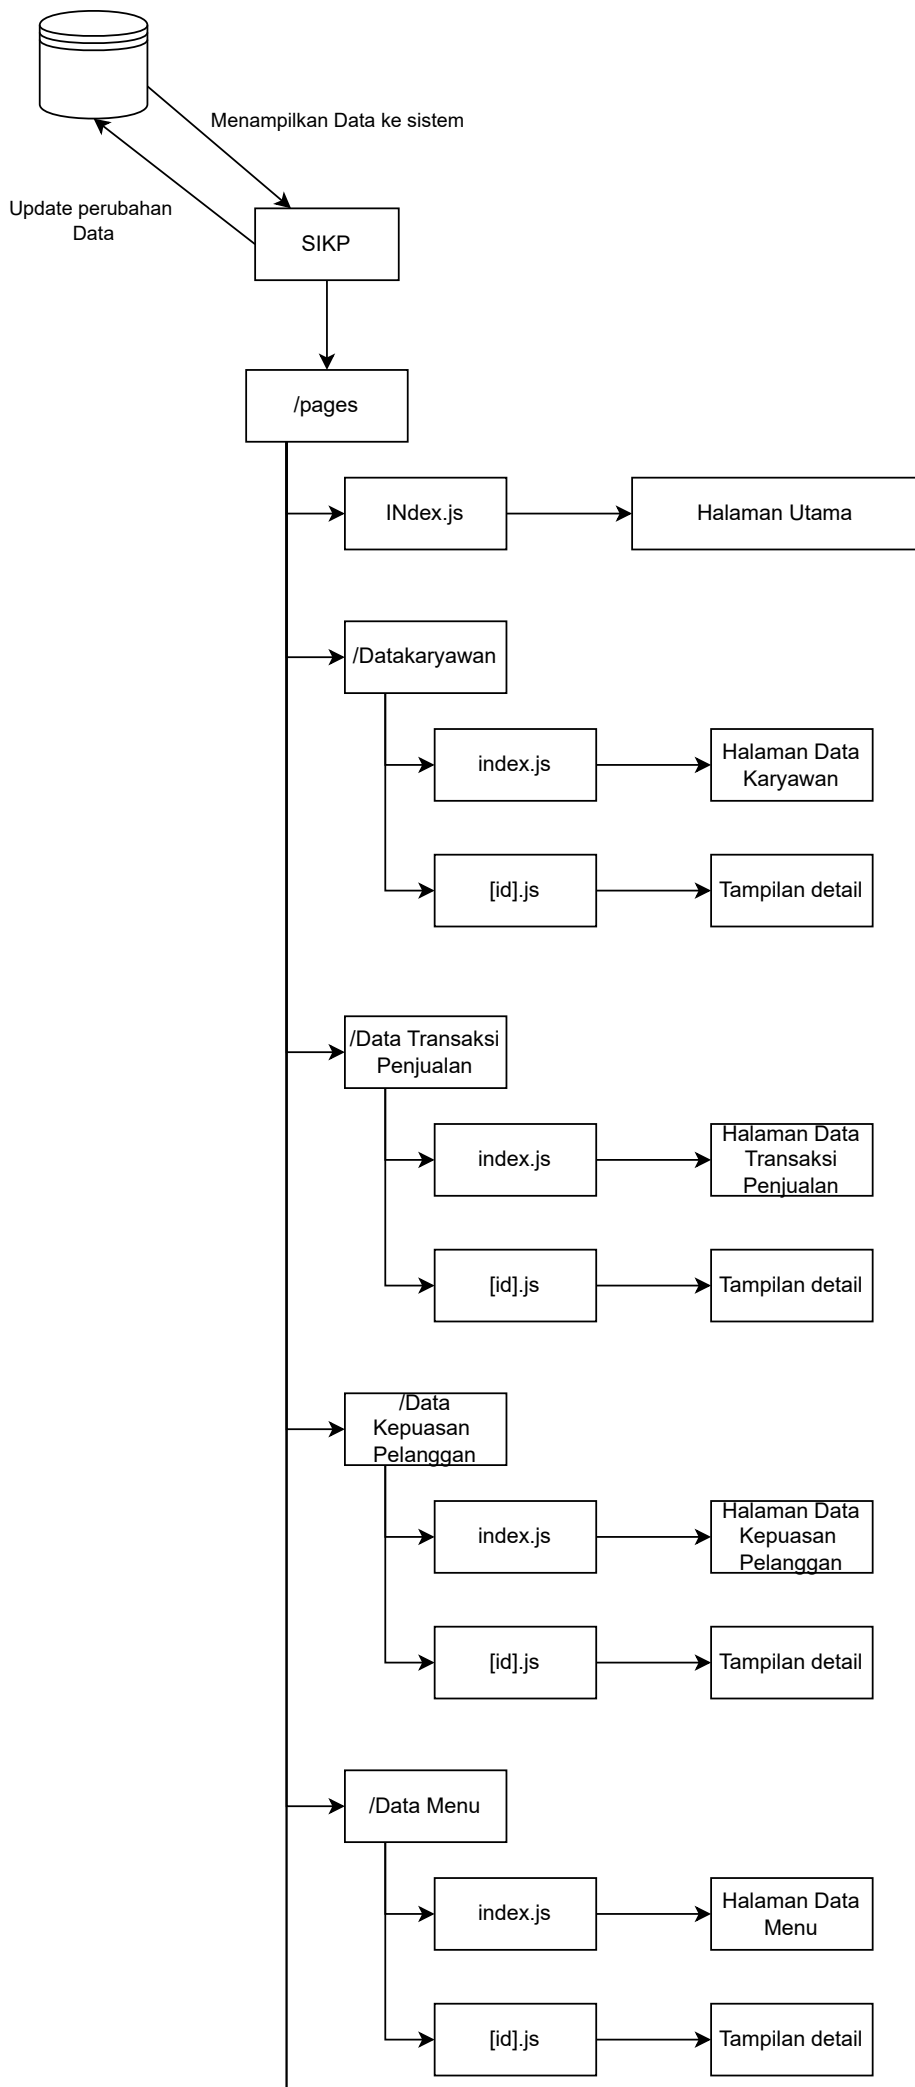 Menampilkan Data ke sistem
Update perubahan
Data
SIKP
/pages
INdex.js
Halaman Utama
/Datakaryawan
index.js
Halaman Data
Karyawan
[id].js
Tampilan detail
/Data Transaksi
Penjualan
index.js
Halaman Data
Transaksi
Penjualan
[id].js
Tampilan detail
/Data
Kepuasan
Pelanggan
index.js
Halaman Data
Kepuasan
Pelanggan
[id].js
Tampilan detail
/Data Menu
index.js
Halaman Data
Menu
[id].js
Tampilan detail